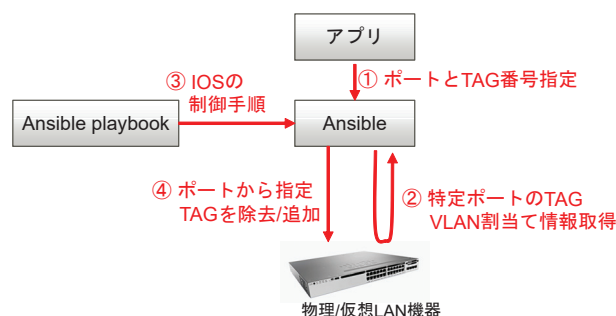 アプリ
① ポートとTAG番号指定
③ IOSの
制御手順
Ansible playbook
Ansible
④ ポートから指定
TAGを除去/追加
② 特定ポートのTAG
VLAN割当て情報取得
物理/仮想LAN機器